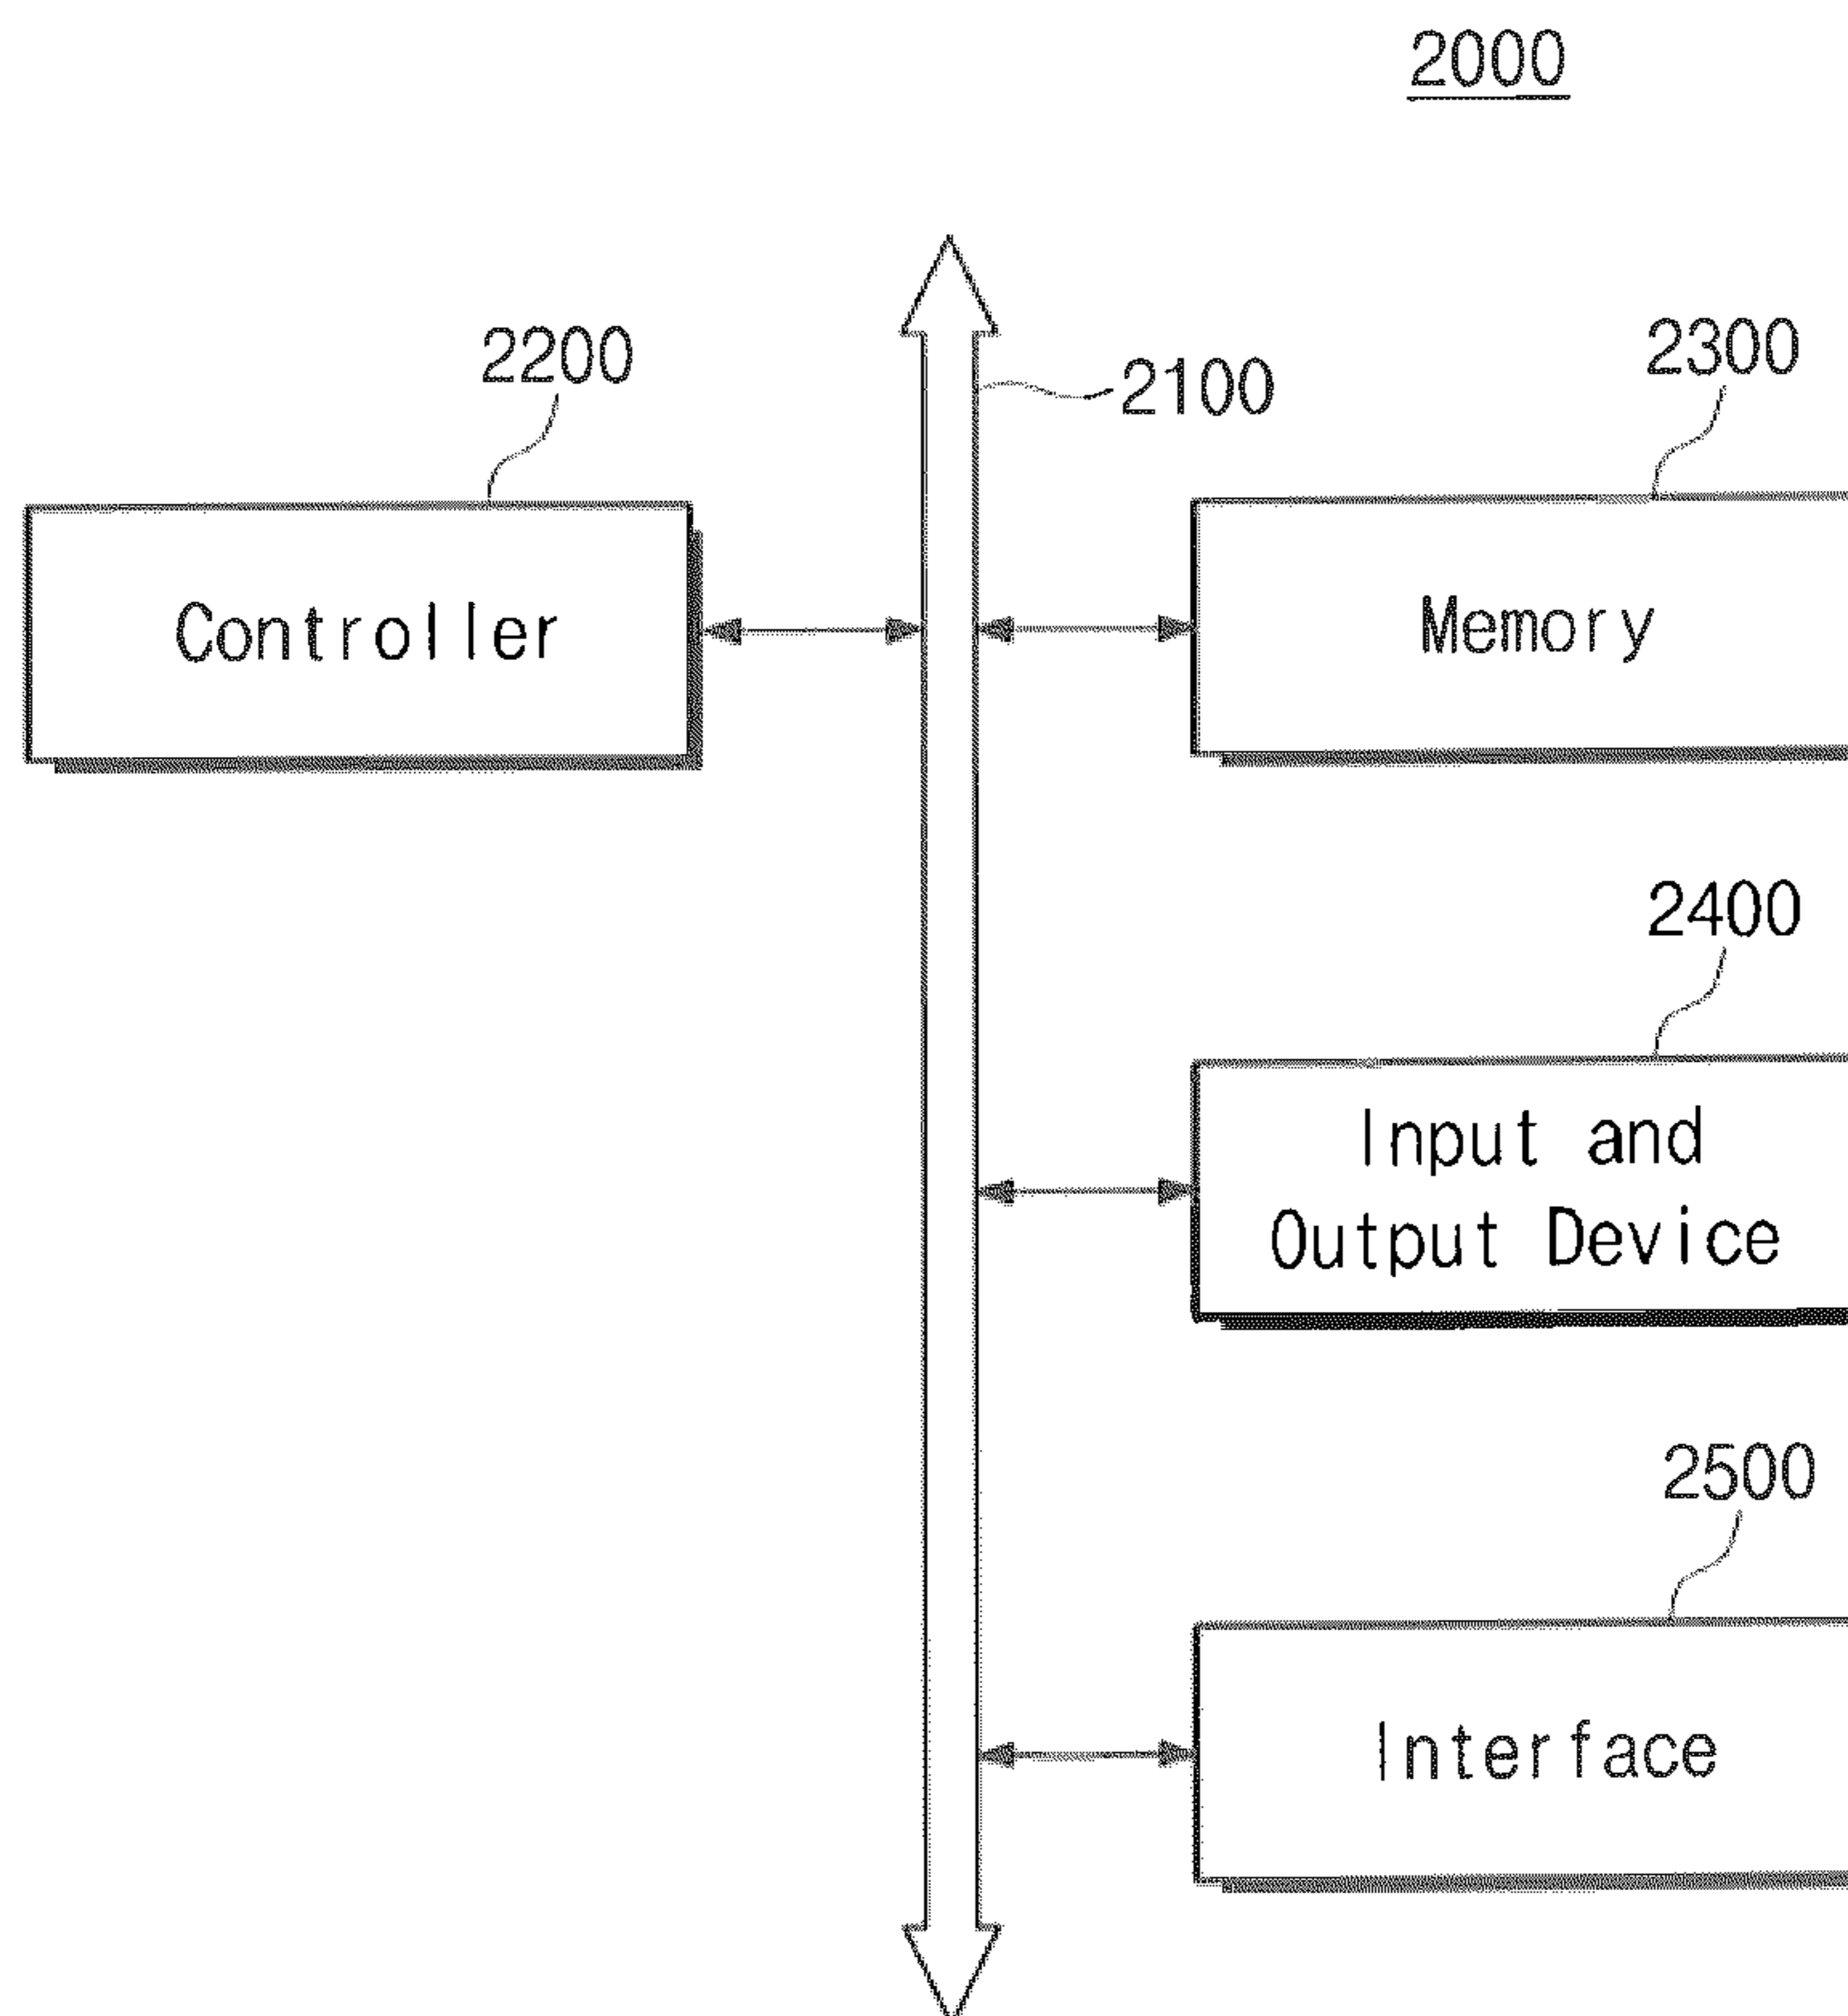 2000
2200
2100
2300
Controller
Memory
2400
Input and
Output Device
2500
Interface